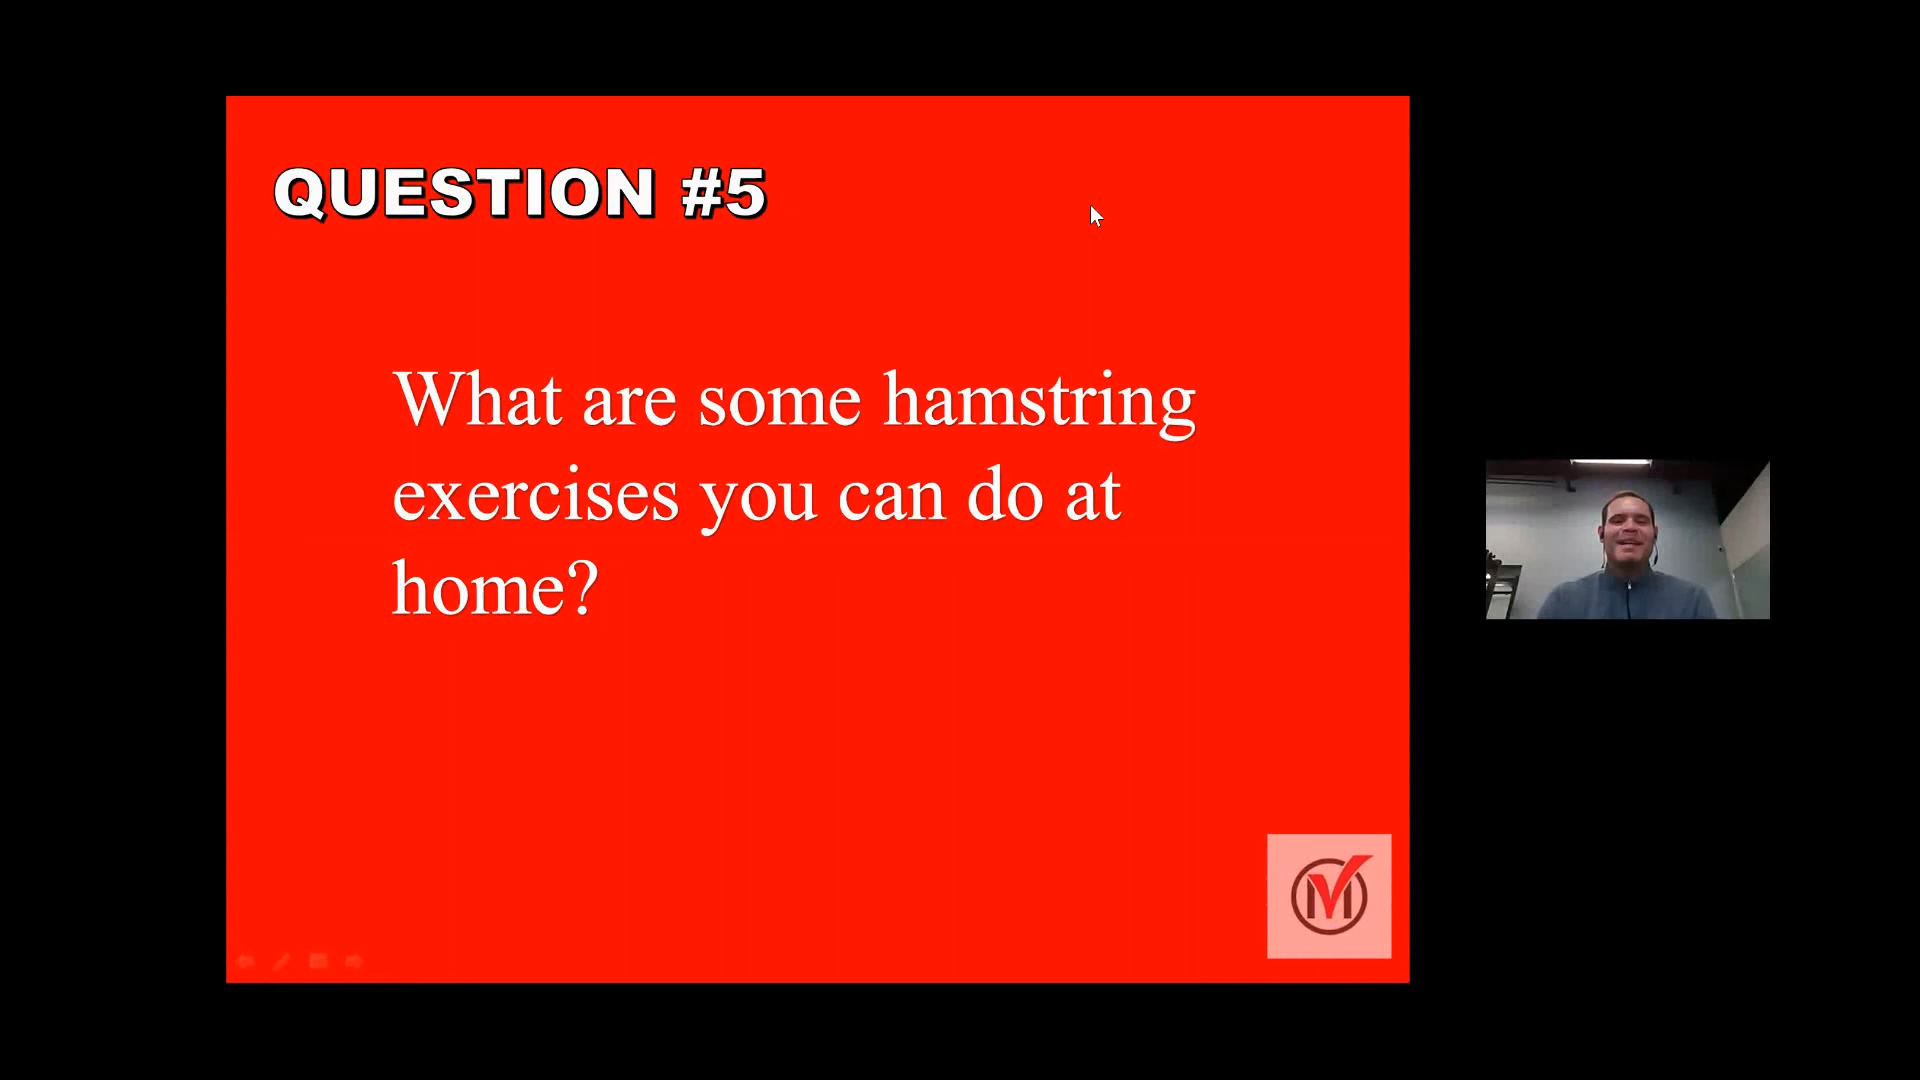 QUESTION #5
What are some hamstring
exercises you can do at
home?
M